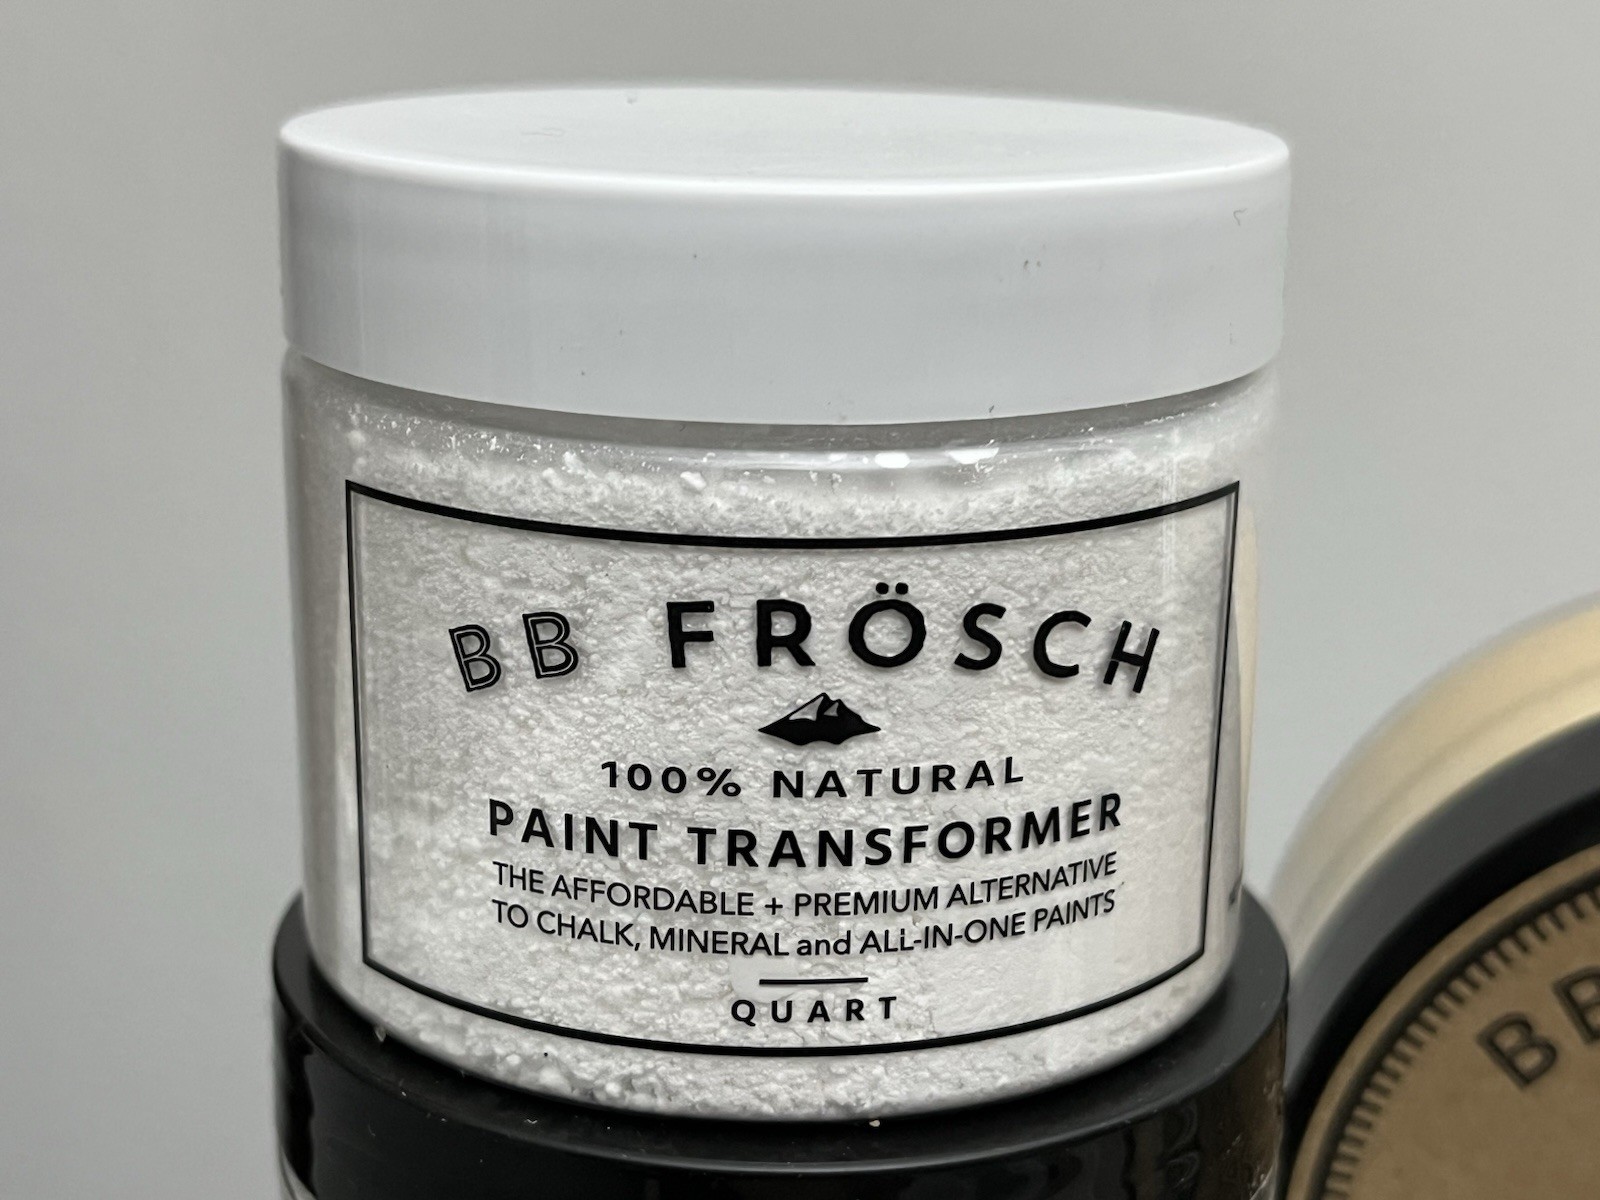 BB FRÖSCH
100% NATURAL
PAINT TRANSFORMER
THE AFFORDABLE + PREMIUM ALTERNATIVE
TO CHALK, MINERAL and ALL-IN-ONE PAINTS
QUART
BB